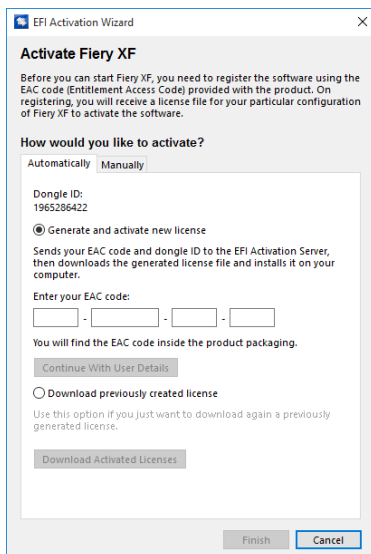 EFI Activation Wizard
Activate Fiery XF
Before you can start Fiery XF, you need to register the software using the
EAC code (Entitlement Access Code) provided with the product. On
registering, you will receive a license file for your particular configuration
of Fiery XF to activate the software.
How would you like to activate?
Automatically Manually
Dongle ID:
1965286422
Generate and activate new license
Sends your EAC code and dongle ID to the EFI Activation Server,
then downloads the generated license file and installs it on your
computer.
Enter your EAC code:
- - -
You will find the EAC code inside the product packaging.
Continue With User Details
Download previously created license
Use this option if you just want to download again a previously
generated license.
Download Activated Licenses
Finish Cancel